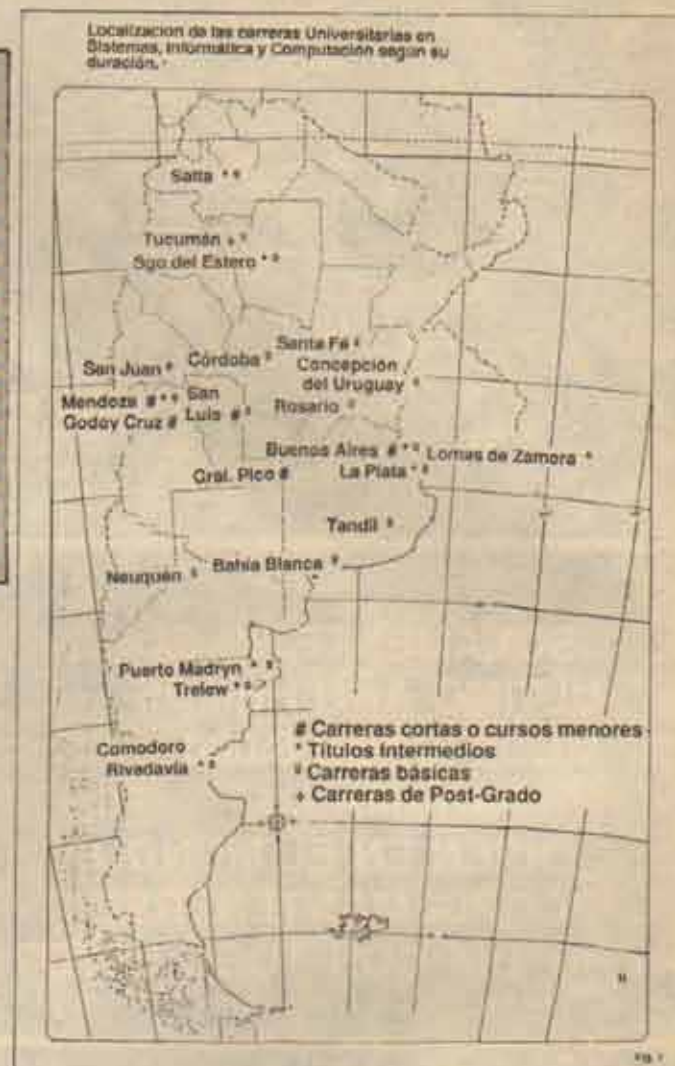 Localización de las carreras Universitarias en
Sistemas, Informática y Computación según su
duración.
Salta * º
Tucumán + º
Sgo del Estero * º
Santa Fé º
San Juan * Córdoba º
Concepción
del Uruguay *
Mendoza # * º San
Luis # º
Godoy Cruz #
Rosario º
Buenos Aires # * º Lomas de Zamora *
Gral. Pico # La Plata * º
Tandil º
Neuquén º Bahía Blanca º
Puerto Madryn * º
Trelew * º
Comodoro
Rivadavia * º
# Carreras cortas o cursos menores
* Títulos Intermedios
º Carreras básicas
+ Carreras de Post-Grado